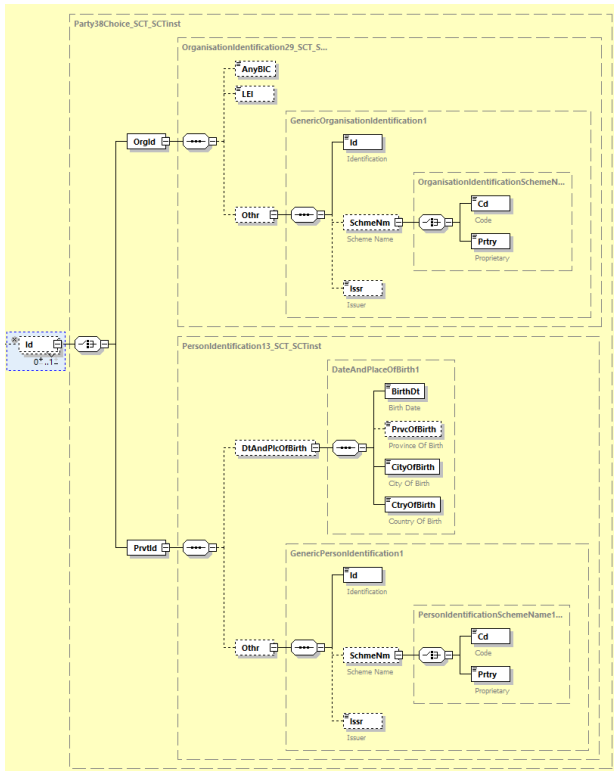 Party38Choice_SCT_SCTinst
OrganisationIdentification29_SCT_S...
AnyBIC
LEI
GenericOrganisationIdentification1
OrgId
Id
Identification
OrganisationIdentificationSchemeN...
Cd
Code
Othr
SchmeNm
Scheme Name
Prtry
Proprietary
Issr
Issuer
Id
0..1
PersonIdentification13_SCT_SCTinst
DateAndPlaceOfBirth1
BirthDt
Birth Date
PrvcOfBirth
Province Of Birth
DtAndPlcOfBirth
CityOfBirth
City Of Birth
CtryOfBirth
Country Of Birth
PrvtId
GenericPersonIdentification1
Id
Identification
PersonIdentificationSchemeName1...
Cd
Code
Othr
SchmeNm
Scheme Name
Prtry
Proprietary
Issr
Issuer